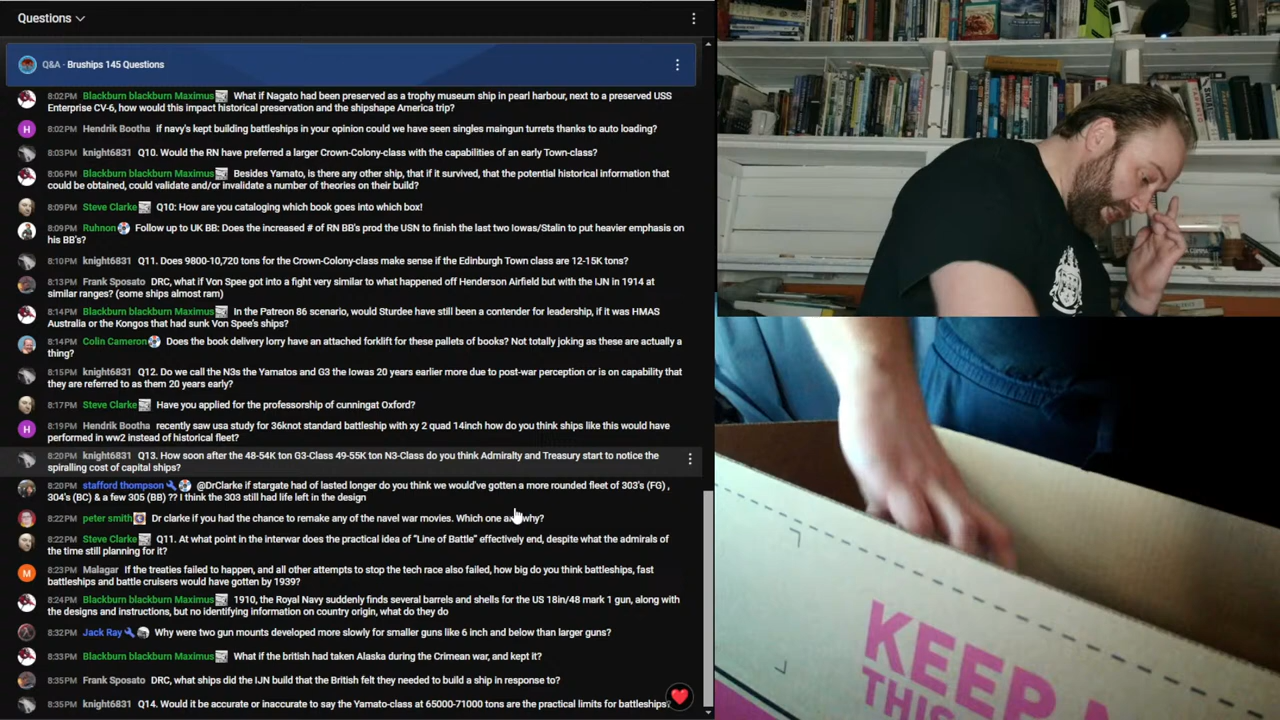 Questions
Q&A · Bruships 145 Questions
8:02PM Blackburn blackburn Maximus What if Nagato had been preserved as a trophy museum ship in pearl harbour, next to a preserved USS
Enterprise CV-6, how would this impact historical preservation and the shipshape America trip?
8:02PM Hendrik Bootha if navy's kept building battleships in your opinion could we have seen singles maingun turrets thanks to auto loading?
8:03PM knight6831 Q10. Would the RN have preferred a larger Crown-Colony-class with the capabilities of an early Town-class?
8:06PM Blackburn blackburn Maximus Besides Yamato, is there any other ship, that if it survived, that the potential historical information that
could be obtained, could validate and/or invalidate a number of theories on their build?
8:09PM Steve Clarke Q10: How are you cataloging which book goes into which box!
8:09PM Ruhnon Follow up to UK BB: Does the increased # of RN BB's prod the USN to finish the last two Iowas/Stalin to put heavier emphasis on
his BB's?
8:10PM knight6831 Q11. Does 9800-10,720 tons for the Crown-Colony-class make sense if the Edinburgh Town class are 12-15K tons?
8:13PM Frank Sposato DRC, what if Von Spee got into a fight very similar to what happened off Henderson Airfield but with the IJN in 1914 at
similar ranges? (some ships almost ram)
8:14PM Blackburn blackburn Maximus In the Patreon 86 scenario, would Sturdee have still been a contender for leadership, if it was HMAS
Australia or the Kongos that had sunk Von Spee's ships?
8:14PM Colin Cameron Does the book delivery lorry have an attached forklift for these pallets of books? Not totally joking as these are actually a
thing?
8:15PM knight6831 Q12. Do we call the N3s the Yamatos and G3 the Iowas 20 years earlier more due to post-war perception or is on capability that
they are referred to as them 20 years early?
8:17PM Steve Clarke Have you applied for the professorship of cunningat Oxford?
8:19PM Hendrik Bootha recently saw usa study for 36knot standard battleship with xy 2 quad 14inch how do you think ships like this would have
performed in ww2 instead of historical fleet?
8:20PM knight6831 Q13. How soon after the 48-54K ton G3-Class 49-55K ton N3-Class do you think Admiralty and Treasury start to notice the
spiralling cost of capital ships?
8:20PM stafford thompson @DrClarke if stargate had of lasted longer do you think we would've gotten a more rounded fleet of 303's (FG) ,
304's (BC) & a few 305 (BB) ?? I think the 303 still had life left in the design
8:22PM peter smith Dr clarke if you had the chance to remake any of the navel war movies. Which one why?
8:22PM Steve Clarke Q11. At what point in the interwar does the practical idea of "Line of Battle" effectively end, despite what the admirals of
the time still planning for it?
8:23PM Malagar If the treaties failed to happen, and all other attempts to stop the tech race also failed, how big do you think battleships, fast
battleships and battle cruisers would have gotten by 1939?
8:24PM Blackburn blackburn Maximus 1910, the Royal Navy suddenly finds several barrels and shells for the US 18in/48 mark 1 gun, along with
the designs and instructions, but no identifying information on country origin, what do they do
8:32PM Jack Ray Why were two gun mounts developed more slowly for smaller guns like 6 inch and below than larger guns?
8:33PM Blackburn blackburn Maximus What if the british had taken Alaska during the Crimean war, and kept it?
8:35PM Frank Sposato DRC, what ships did the IJN build that the British felt they needed to build a ship in response to?
8:35PM knight6831 Q14. Would it be accurate or inaccurate to say the Yamato-class at 65000-71000 tons are the practical limits for battleships?
KEEP
THIS